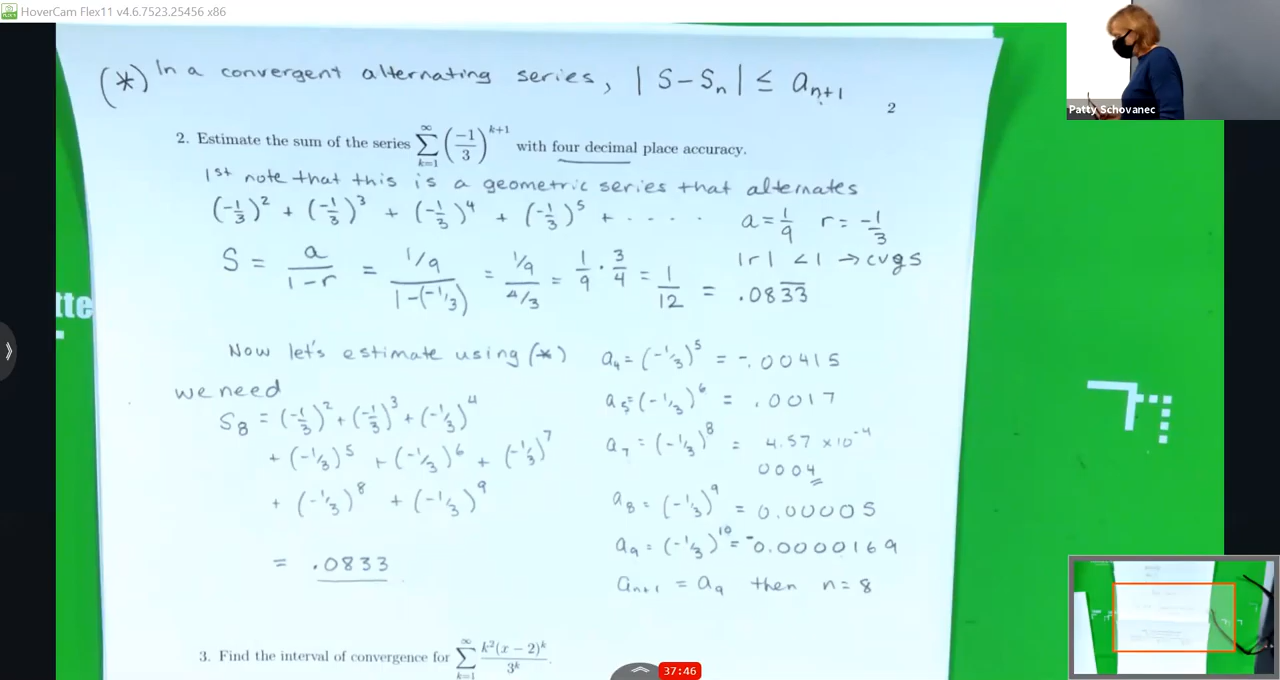 HoverCam Flex11 v4.6.7523.25456 x86
(*) In a convergent alternating series, |S-Sₙ| ≤ aₙ₊₁
2
2. Estimate the sum of the series ∑_{k=1}^{∞} (-1/3)^{k+1} with four decimal place accuracy.
1st note that this is a geometric series that alternates
(-1/3)² + (-1/3)³ + (-1/3)⁴ + (-1/3)⁵ + . . . . . a = 1/9 r = -1/3
|r| < 1 → cvgs
S = a/(1-r) = (1/9)/(1-(-1/3)) = (1/9)/(4/3) = 1/9 · 3/4 = 1/12 = .083̅3̅
Now let's estimate using (*)
we need
S₈ = (-1/3)² + (-1/3)³ + (-1/3)⁴
+ (-1/3)⁵ + (-1/3)⁶ + (-1/3)⁷
+ (-1/3)⁸ + (-1/3)⁹
= .0833
a₄ = (-1/3)⁵ = -.00415
a₅ = (-1/3)⁶ = .0017
a₇ = (-1/3)⁸ = 4.57 x10⁻⁴
0004
a₈ = (-1/3)⁹ = 0.00005
a₉ = (-1/3)¹⁰ = -0.0000169
aₙ₊₁ = a₉ then n = 8
3. Find the interval of convergence for ∑_{k=1}^{∞} k²(x − 2)ᵏ/3ᵏ.
Patty Schovanec
tte
37:46